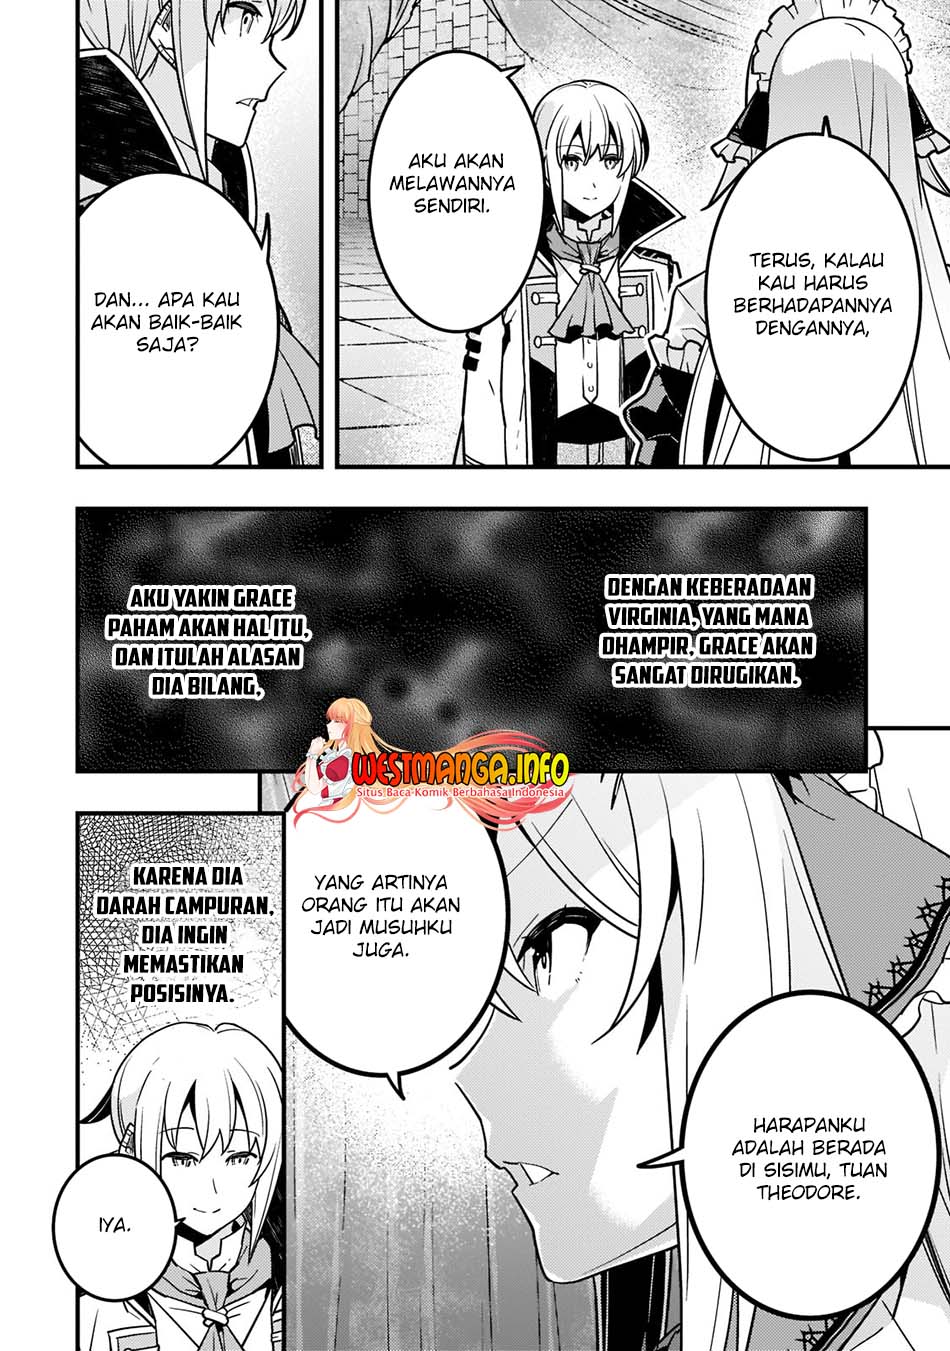 TERUS, KALAU
KAU HARUS
BERHADAPANNYA
DENGANNYA,
AKU AKAN
MELAWANNYA
SENDIRI.
DAN... APA KAU
AKAN BAIK-BAIK
SAJA?
DENGAN KEBERADAAN
VIRGINIA, YANG MANA
DHAMPIR, GRACE AKAN
SANGAT DIRUGIKAN.
AKU YAKIN GRACE
PAHAM AKAN HAL ITU,
DAN ITULAH ALASAN
DIA BILANG,
WESTMANGA.INFO
Situs Baca Komik Berbahasa Indonesia
HARAPANKU
ADALAH BERADA
DI SISIMU, TUAN
THEODORE.
YANG ARTINYA
ORANG ITU AKAN
JADI MUSUHKU
JUGA.
KARENA DIA
DARAH CAMPURAN,
DIA INGIN
MEMASTIKAN
POSISINYA.
IYA.